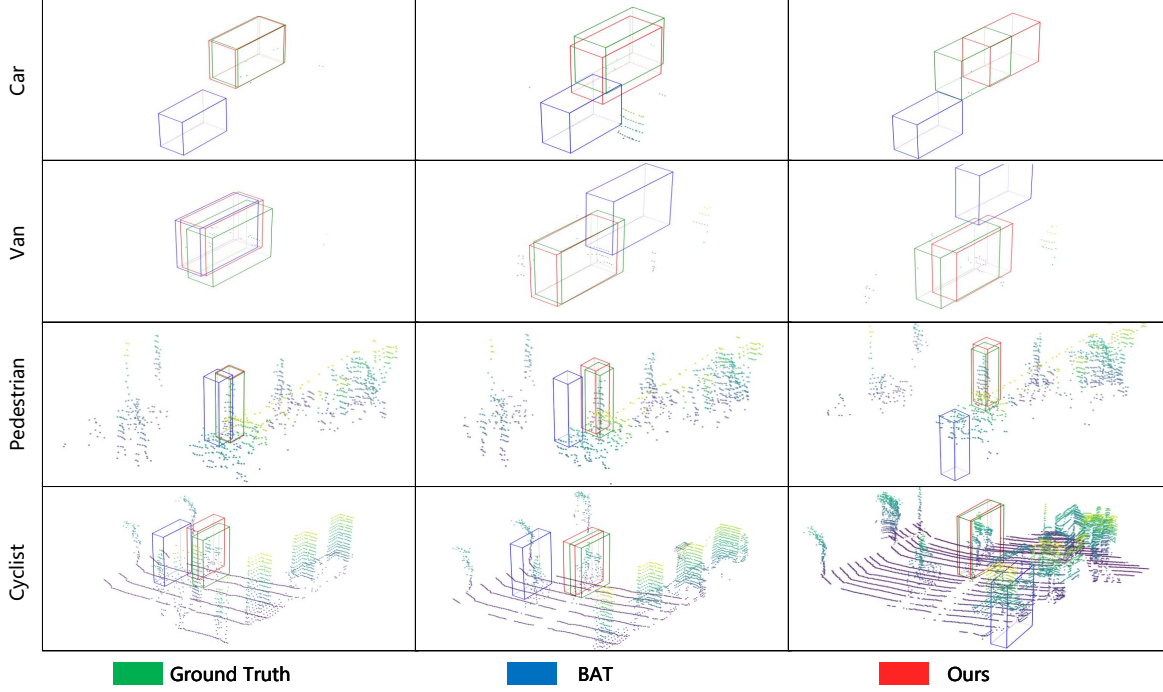 Car
Van
Pedestrian
Cyclist
Ground Truth
BAT
Ours